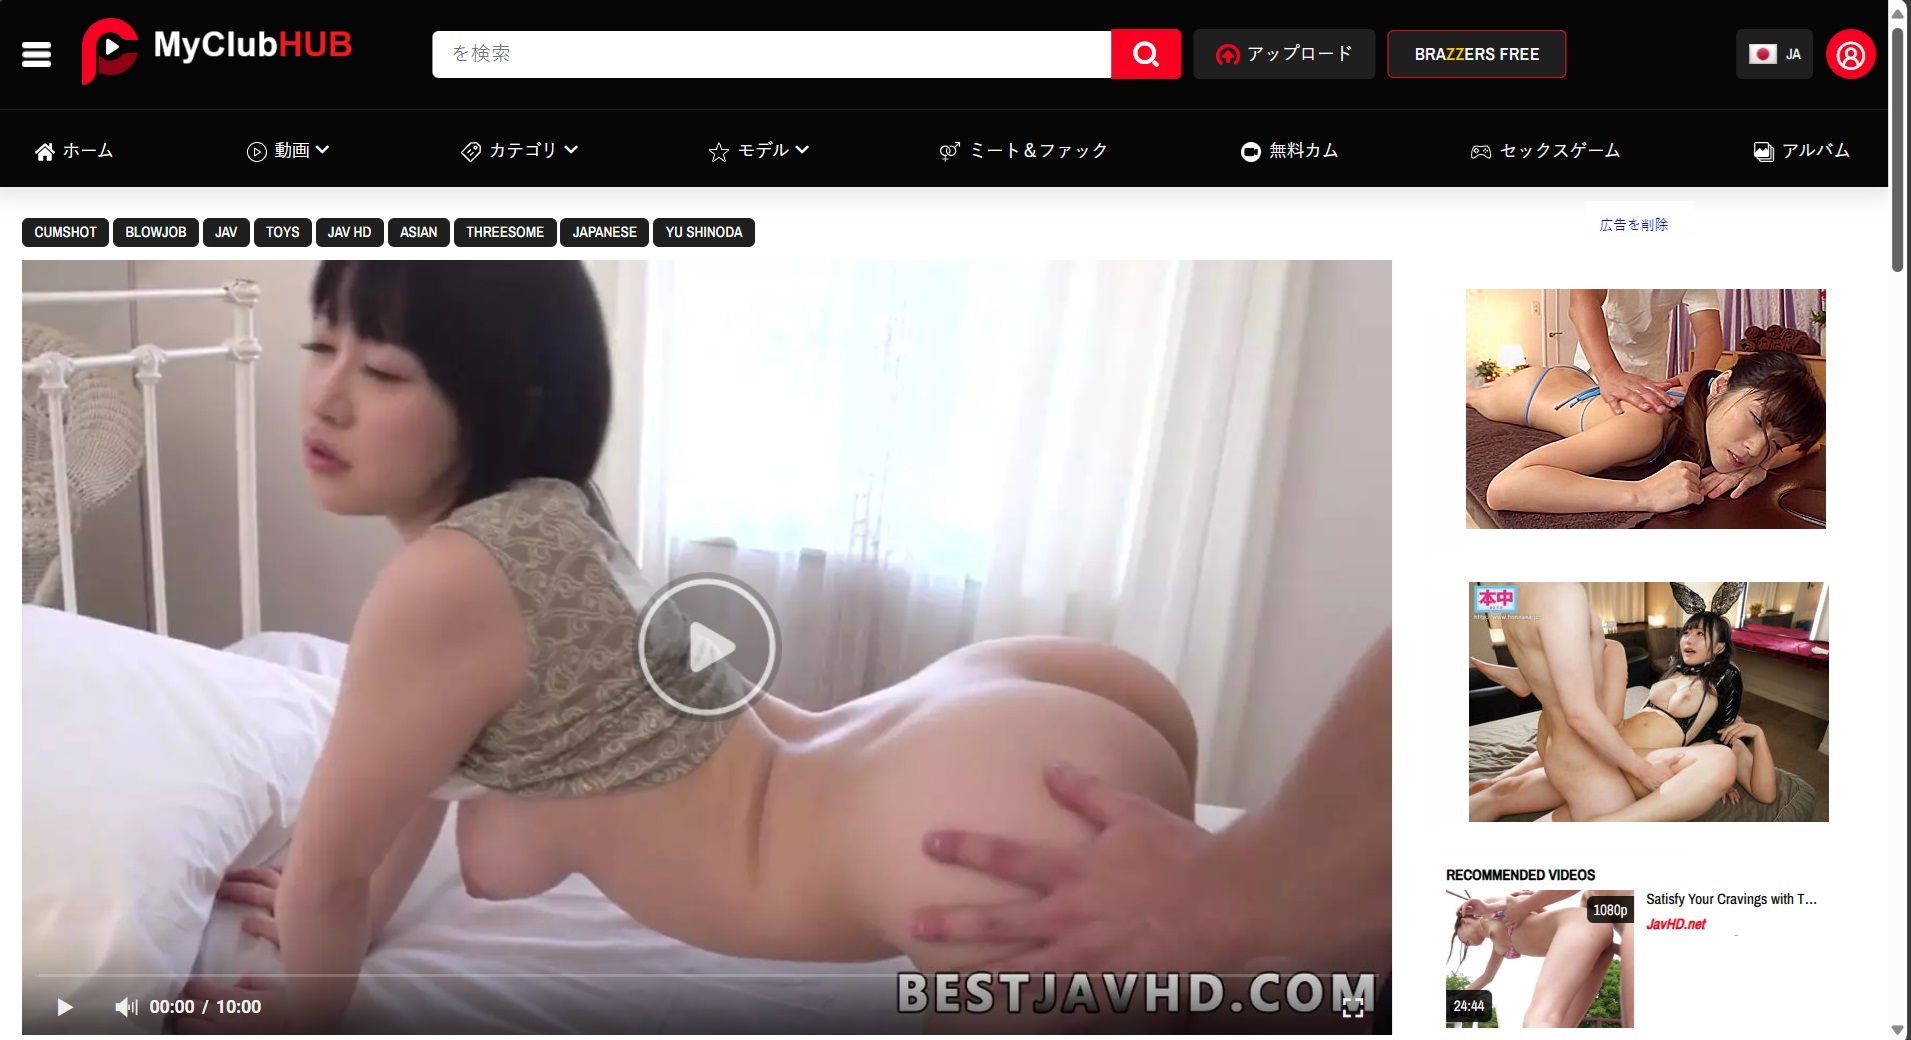 MyClubHUB
を検索
アップロード
BRAZZERS FREE
JA
ホーム
動画
カテゴリ
モデル
ミート＆ファック
無料カム
セックスゲーム
アルバム
CUMSHOT
BLOWJOB
JAV
TOYS
JAV HD
ASIAN
THREESOME
JAPANESE
YU SHINODA
広告を削除
本中
RECOMMENDED VIDEOS
1080p
Satisfy Your Cravings with T...
JavHD.net
24:44
BESTJAVHD.COM
00:00 / 10:00